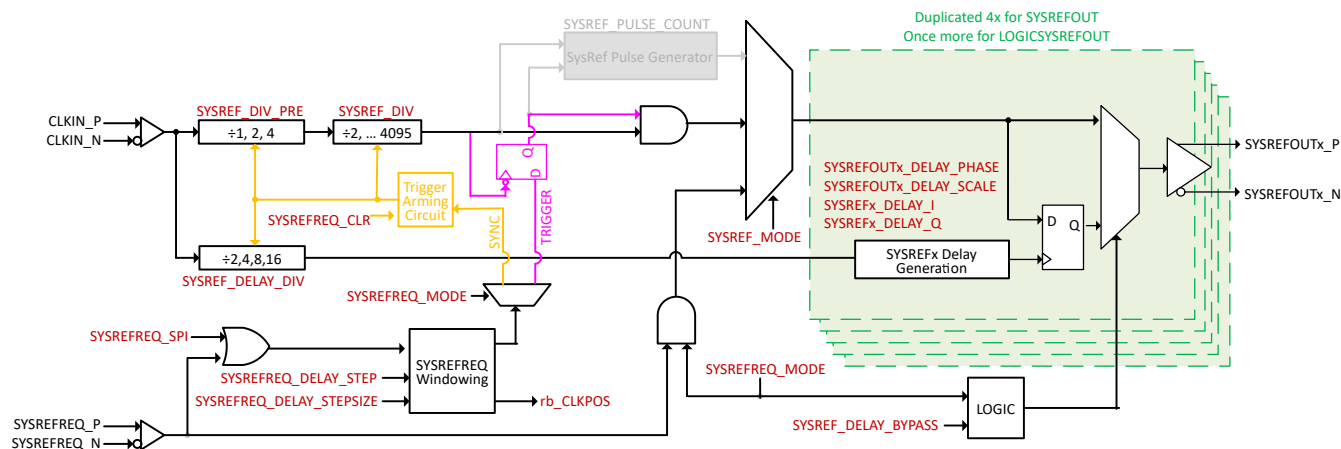 Duplicated 4x for SYSREFOUT
Once more for LOGICSYSREFOUT
SYSREF_PULSE_COUNT
SysRef Pulse Generator
SYSREF_DIV_PRE
SYSREF_DIV
CLKIN_P
CLKIN_N
÷1, 2, 4
÷2, ... 4095
Q
D
Trigger
Arming
Circuit
SYSREFREQ_CLR
SYNC
TRIGGER
÷2,4,8,16
SYSREF_DELAY_DIV
SYSREF_MODE
SYSREFOUTx_DELAY_PHASE
SYSREFOUTx_DELAY_SCALE
SYSREFx_DELAY_I
SYSREFx_DELAY_Q
SYSREFx Delay
Generation
D
Q
SYSREFOUTx_P
SYSREFOUTx_N
SYSREFREQ_MODE
SYSREFREQ_SPI
SYSREFREQ
Windowing
SYSREFREQ_DELAY_STEP
SYSREFREQ_DELAY_STEPSIZE
rb_CLKPOS
SYSREFREQ_MODE
LOGIC
SYSREF_DELAY_BYPASS
SYSREFREQ_P
SYSREFREQ_N